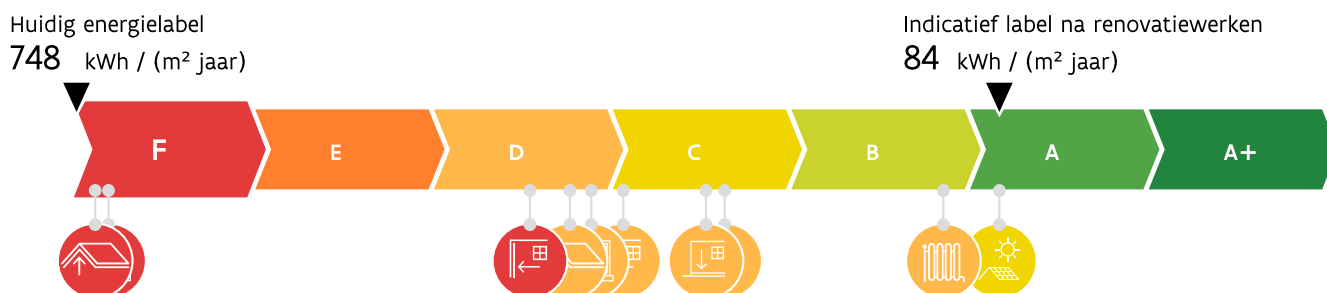 Huidig energielabel
748 kWh / (m² jaar)
Indicatief label na renovatiewerken
84 kWh / (m² jaar)
F E D C B A A+